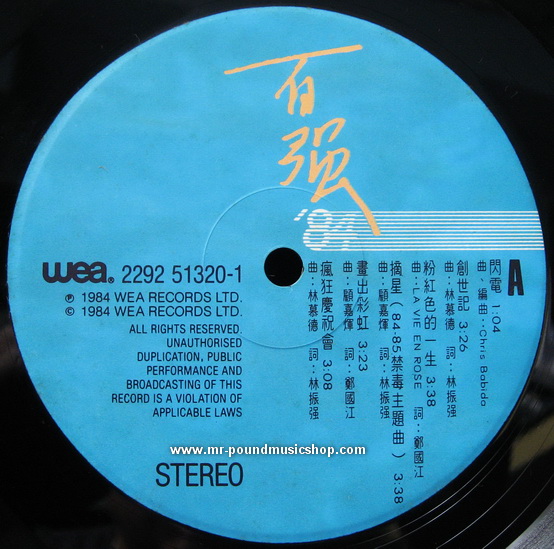 百强
'84
wea® 2292 51320-1
Ⓟ 1984 WEA RECORDS LTD.
© 1984 WEA RECORDS LTD.
ALL RIGHTS RESERVED.
UNAUTHORISED
DUPLICATION, PUBLIC
PERFORMANCE AND
BROADCASTING OF THIS
RECORD IS A VIOLATION OF
APPLICABLE LAWS
STEREO
A
閃電 1:04
曲、編曲：Chris Babida
創世記 3:26
曲：林慕德 詞：林振强
粉紅色的一生 3:38
曲：LA VIE EN ROSE 詞：鄭國江
摘星（84-85禁毒主題曲）3:38
曲：顧嘉煇 詞：林振强
畫出彩虹 3:23
曲：顧嘉煇 詞：鄭國江
瘋狂慶祝會 3:08
曲：林慕德 詞：林振强
www.mr-poundmusicshop.com